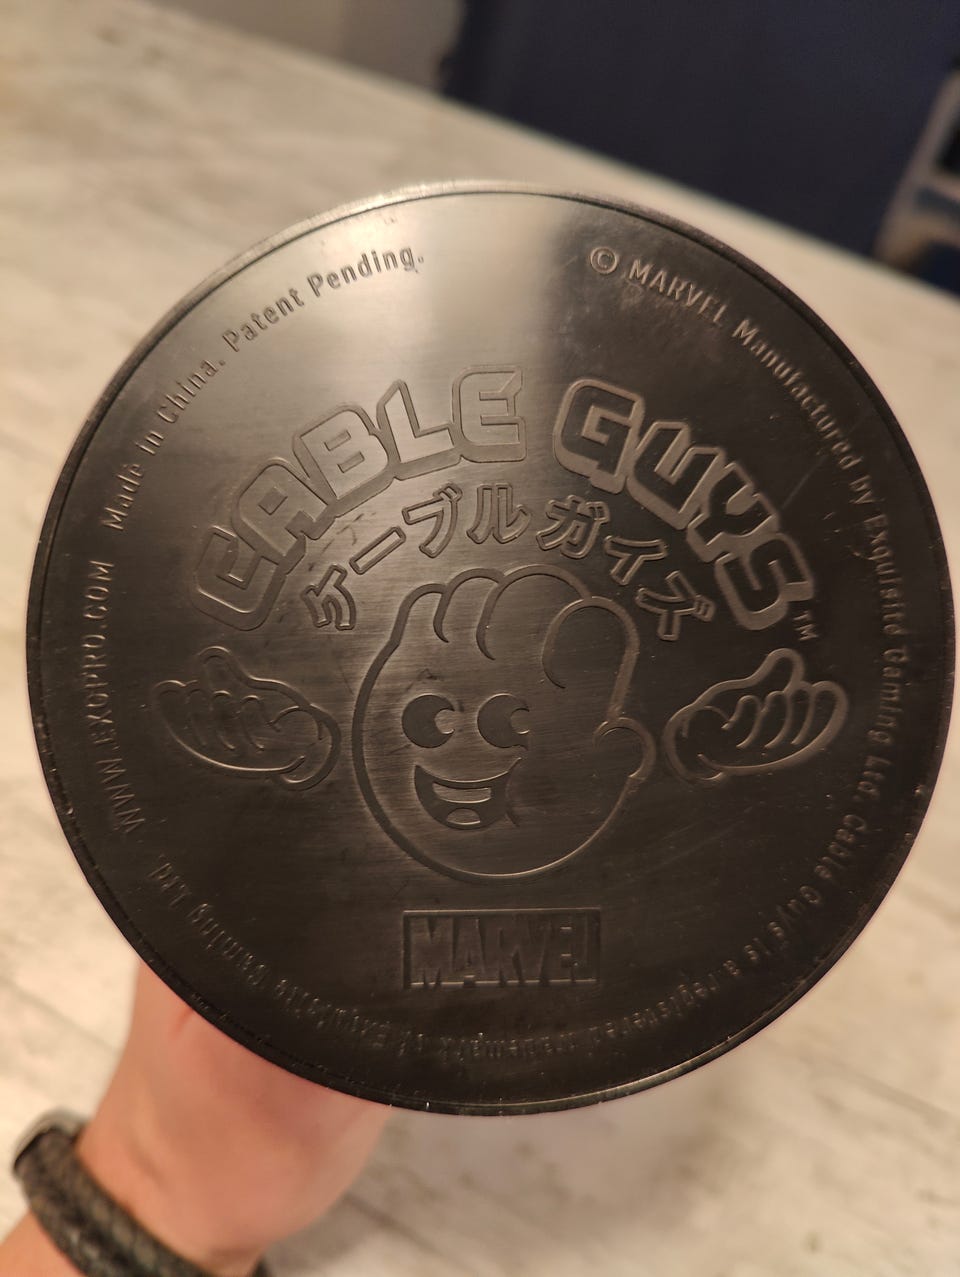 © MARVEL Manufactured by Exquisite Gaming Ltd. Cable Guys is a registered trademark of Exquisite Gaming Ltd. WWW.EXQPRO.COM Made in China. Patent Pending.
CABLE GUYS™
ケーブル ガイズ
MARVEL